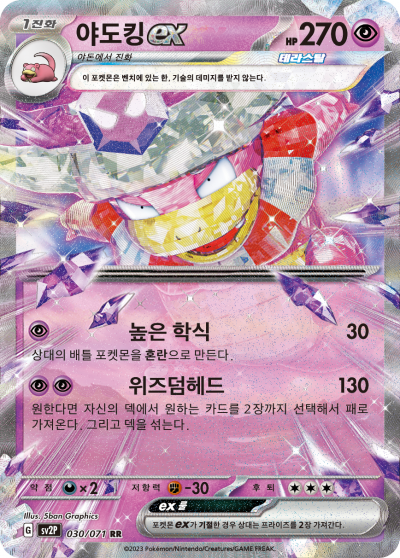 1진화
야도킹ex
HP270
야돈에서 진화
테라스탈
이 포켓몬은 벤치에 있는 한, 기술의 데미지를 받지 않는다.
높은 학식 30
상대의 배틀 포켓몬을 혼란으로 만든다.
위즈덤헤드 130
원한다면 자신의 덱에서 원하는 카드를 2장까지 선택해서 패로
가져온다. 그리고 덱을 섞는다.
약점 ×2 저항력 -30 후퇴
Illus. 5ban Graphics
G sv2P 030/071 RR
ex룰
포켓몬 ex가 기절한 경우 상대는 프라이즈를 2장 가져간다.
©2023 Pokémon/Nintendo/Creatures/GAME FREAK.